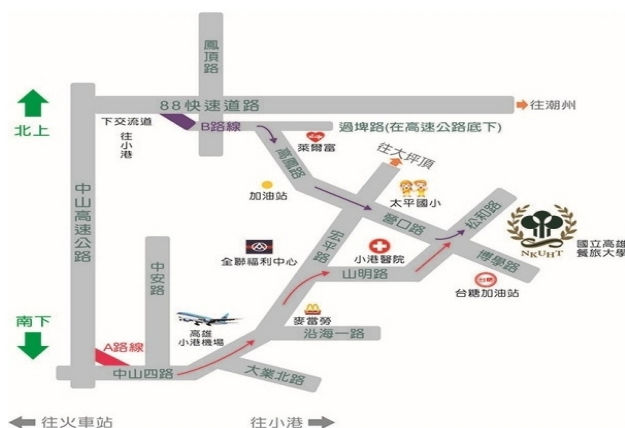 鳳頂路
88快速道路
往潮州
北上
下交流道
往小港
B路線
過埤路(在高速公路底下)
萊爾富
高鳳路
往大坪頂
加油站
太平國小
松和路
營口路
NKUHT
國立高雄
餐旅大學
中山高速公路
全聯福利中心
宏平路
小港醫院
博學路
中安路
山明路
台糖
台糖加油站
南下
高雄
小港機場
麥當勞
沿海一路
A路線
中山四路
大業北路
往火車站
往小港